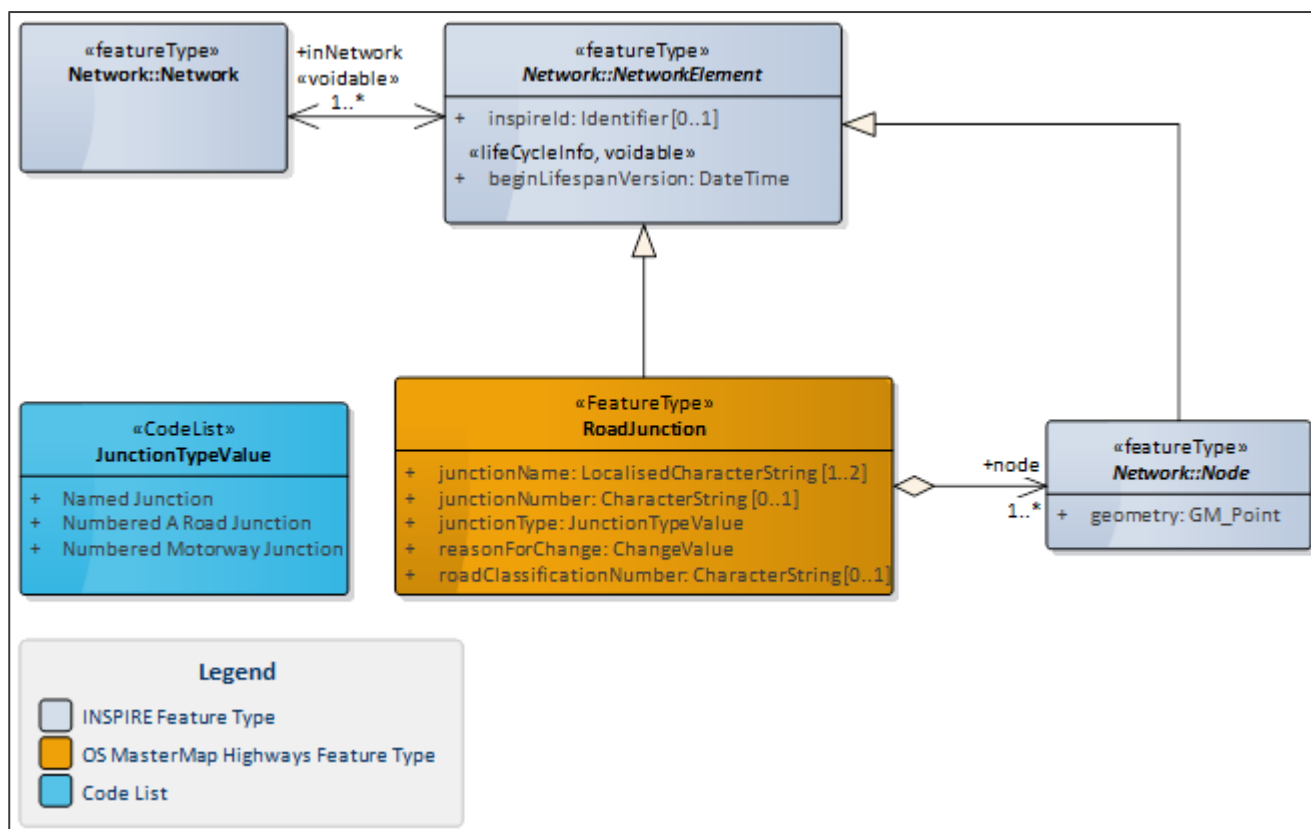 «featureType»
Network::Network
+inNetwork
«voidable»
1..*
«featureType»
Network::NetworkElement
+ inspireId: Identifier [0..1]
«lifeCycleInfo, voidable»
+ beginLifespanVersion: DateTime
«CodeList»
JunctionTypeValue
+ Named Junction
+ Numbered A Road Junction
+ Numbered Motorway Junction
«FeatureType»
RoadJunction
+ junctionName: LocalisedCharacterString [1..2]
+ junctionNumber: CharacterString [0..1]
+ junctionType: JunctionTypeValue
+ reasonForChange: ChangeValue
+ roadClassificationNumber: CharacterString [0..1]
+node
1..*
«featureType»
Network::Node
+ geometry: GM_Point
Legend
INSPIRE Feature Type
OS MasterMap Highways Feature Type
Code List